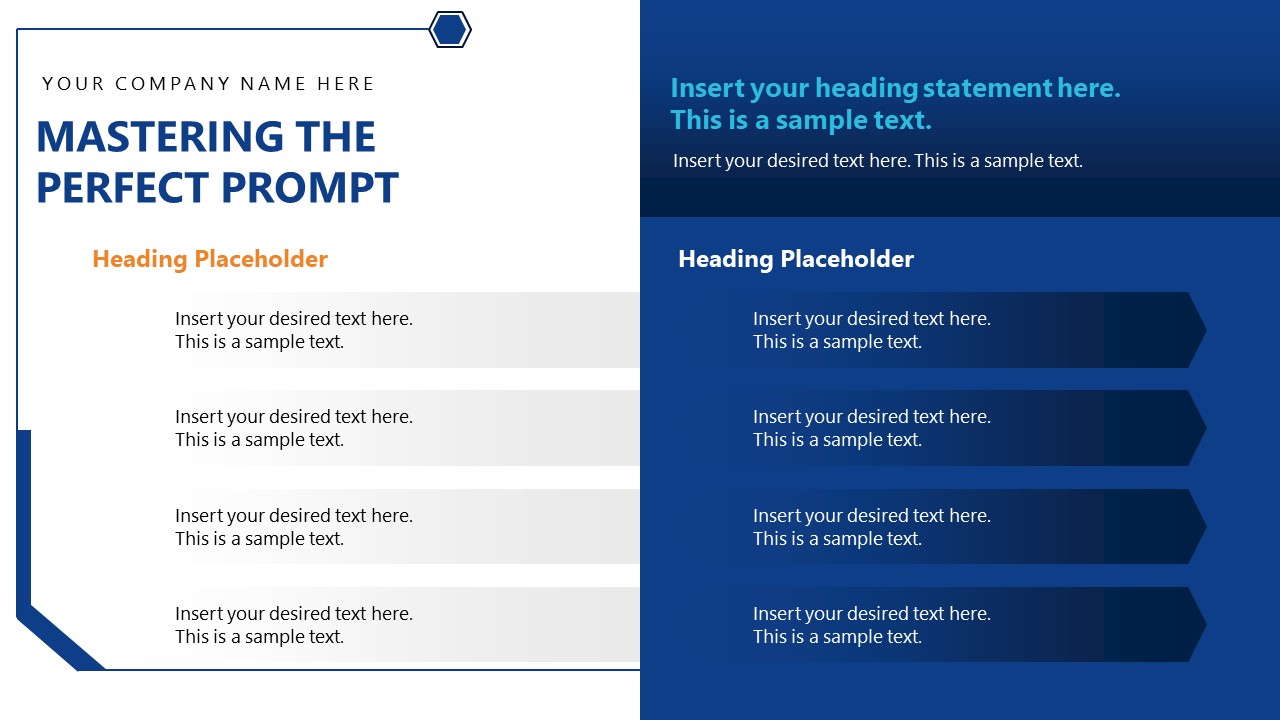 YOUR COMPANY NAME HERE
MASTERING THE
PERFECT PROMPT
Heading Placeholder
Insert your desired text here.
This is a sample text.
Insert your desired text here.
This is a sample text.
Insert your desired text here.
This is a sample text.
Insert your desired text here.
This is a sample text.
Insert your heading statement here.
This is a sample text.
Insert your desired text here. This is a sample text.
Heading Placeholder
Insert your desired text here.
This is a sample text.
Insert your desired text here.
This is a sample text.
Insert your desired text here.
This is a sample text.
Insert your desired text here.
This is a sample text.